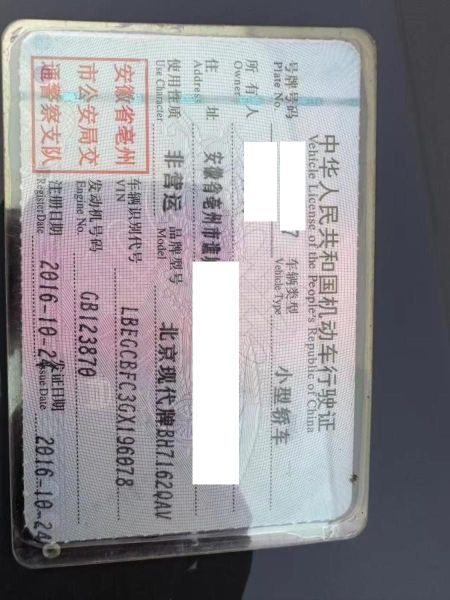 中华人民共和国机动车行驶证
Vehicle License of the People's Republic of China
号牌号码 7 车辆类型 小型轿车
Plate No. Vehicle Type
所有人
Owner
住址 安徽省亳州市
Address
使用性质 非营运 品牌型号 北京现代牌BH7162QAV
Use Character Model
安徽省亳州
市公安局交
通警察支队
车辆识别代号 LBEGCBFC3GX196078
VIN
发动机号码 GB123870
Engine No.
注册日期 2016-10-24 发证日期 2016-10-24
Register Date Issue Date